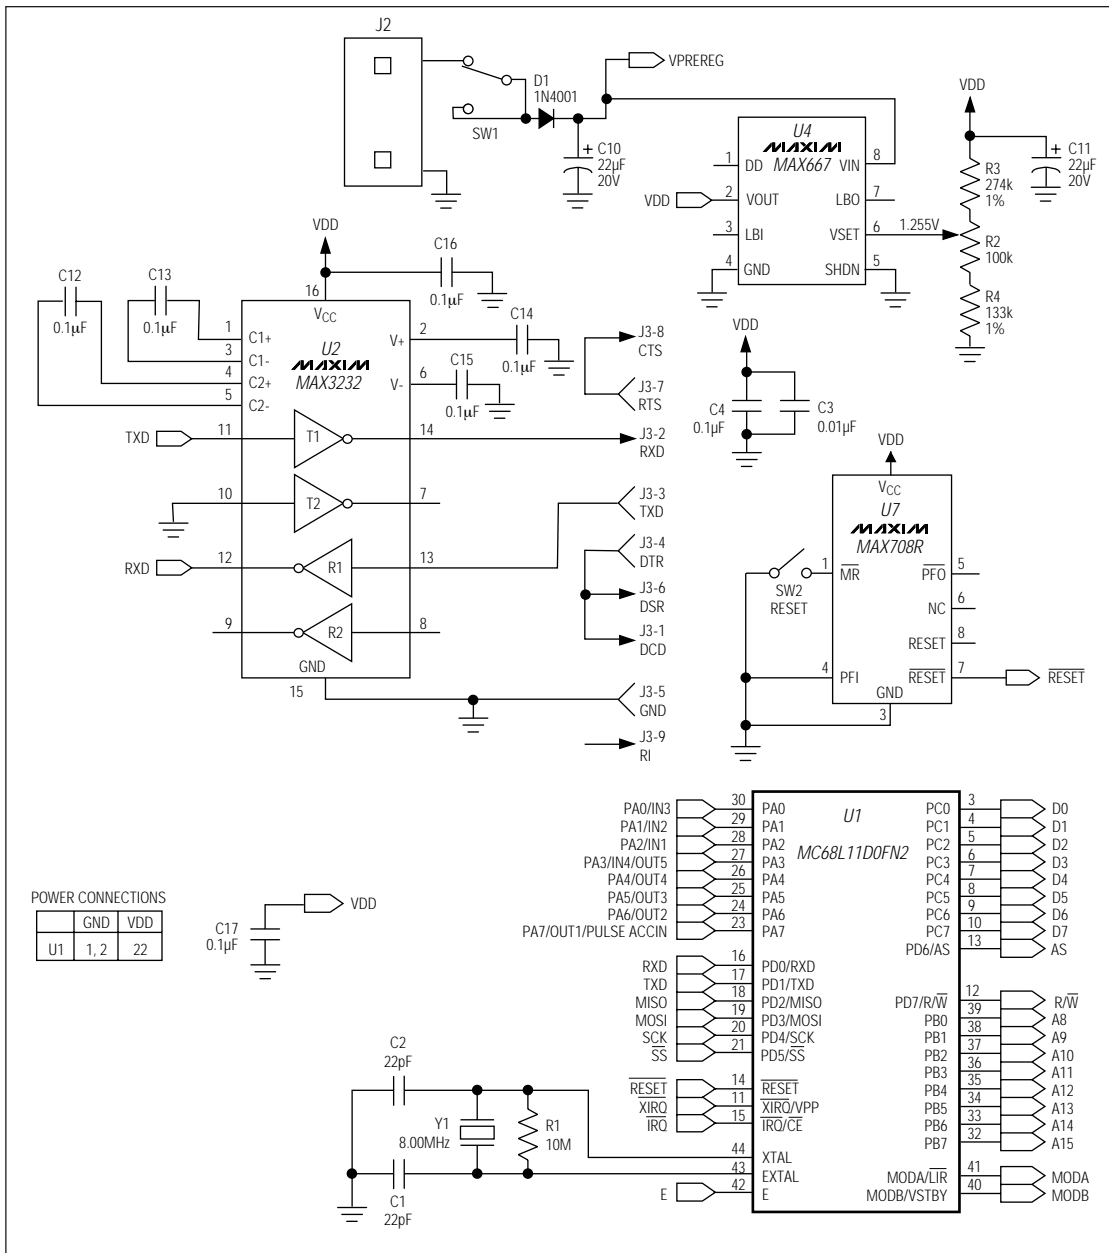 J2
VPREREG
D1
1N4001
SW1
+ C10
22µF
20V
VDD
U4
MAXIM
MAX667
1 DD
VIN 8
VDD 2 VOUT
LBO 7
3 LBI
VSET 6
1.255V
4 GND
SHDN 5
R3
274k
1%
R2
100k
R4
133k
1%
+ C11
22µF
20V
VDD
C16
0.1µF
C12
0.1µF
C13
0.1µF
16
VCC
U2
MAXIM
MAX3232
1 C1+
3 C1-
4 C2+
5 C2-
V+ 2
V- 6
C14
0.1µF
C15
0.1µF
J3-8
CTS
J3-7
RTS
TXD 11 T1 14
J3-2
RXD
10 T2 7
J3-3
TXD
RXD 12 R1 13
J3-4
DTR
J3-6
DSR
9 R2 8
J3-1
DCD
GND
15
J3-5
GND
J3-9
RI
VDD
C4
0.1µF
C3
0.01µF
VDD
VCC
U7
MAXIM
MAX708R
SW2
RESET
1 MR
PFO 5
NC 6
RESET 8
4 PFI
RESET 7 RESET
GND
3
U1
MC68L11D0FN2
PA0/IN3 30 PA0
PA1/IN2 29 PA1
PA2/IN1 28 PA2
PA3/IN4/OUT5 27 PA3
PA4/OUT4 26 PA4
PA5/OUT3 25 PA5
PA6/OUT2 24 PA6
PA7/OUT1/PULSE ACCIN 23 PA7
RXD 16 PD0/RXD
TXD 17 PD1/TXD
MISO 18 PD2/MISO
MOSI 19 PD3/MOSI
SCK 20 PD4/SCK
SS 21 PD5/SS
RESET 14 RESET
XIRQ 11 XIRQ/VPP
IRQ 15 IRQ/CE
44 XTAL
43 EXTAL
E 42 E
PC0 3 D0
PC1 4 D1
PC2 5 D2
PC3 6 D3
PC4 7 D4
PC5 8 D5
PC6 9 D6
PC7 10 D7
PD6/AS 13 AS
PD7/R/W 12 R/W
PB0 39 A8
PB1 38 A9
PB2 37 A10
PB3 36 A11
PB4 35 A12
PB5 34 A13
PB6 33 A14
PB7 32 A15
MODA/LIR 41 MODA
MODB/VSTBY 40 MODB
POWER CONNECTIONS
GND VDD
U1 1, 2 22
VDD
C17
0.1µF
C2
22pF
Y1
8.00MHz
R1
10M
C1
22pF